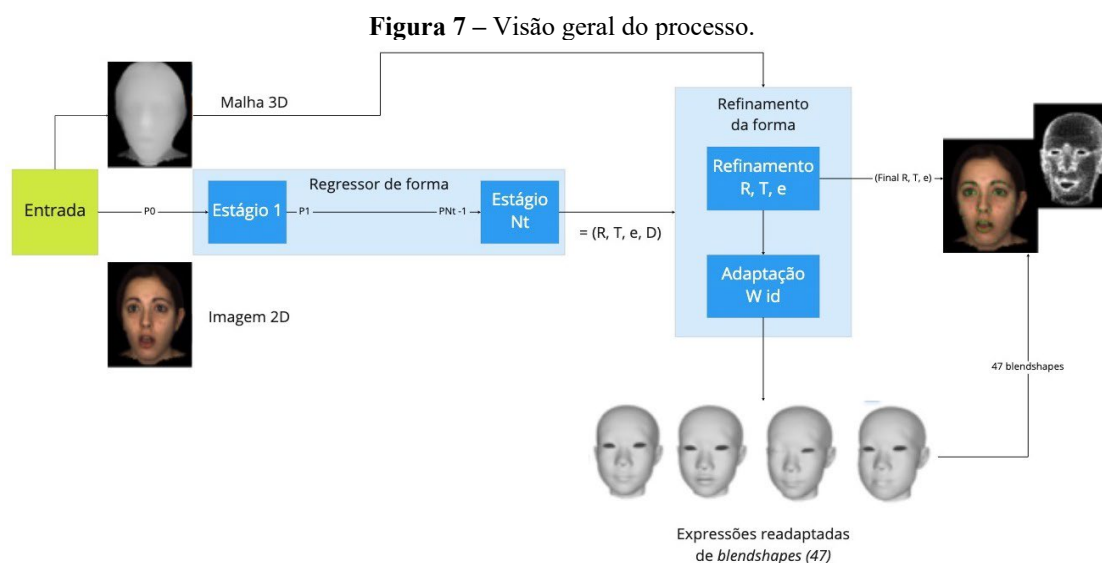 Figura 7 – Visão geral do processo.
Malha 3D
Entrada
P0
Regressor de forma
Estágio 1
P1
PNt -1
Estágio
Nt
= (R, T, e, D)
Imagem 2D
Refinamento
da forma
Refinamento
R, T, e
(Final R, T, e)
Adaptação
W id
47 blendshapes
Expressões readaptadas
de blendshapes (47)